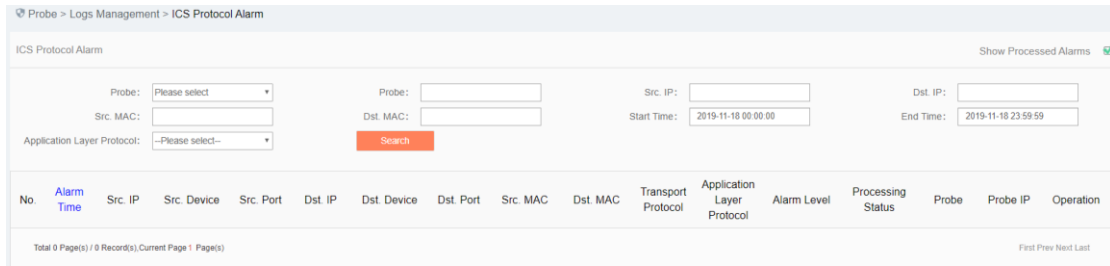 Probe > Logs Management > ICS Protocol Alarm
ICS Protocol Alarm Show Processed Alarms
Probe: Please select Probe: Src. IP: Dst. IP:
Src. MAC: Dst. MAC: Start Time: 2019-11-18 00:00:00 End Time: 2019-11-18 23:59:59
Application Layer Protocol: --Please select-- Search
No. Alarm Time Src. IP Src. Device Src. Port Dst. IP Dst. Device Dst. Port Src. MAC Dst. MAC Transport Protocol Application Layer Protocol Alarm Level Processing Status Probe Probe IP Operation
Total 0 Page(s) / 0 Record(s),Current Page 1 Page(s) First Prev Next Last